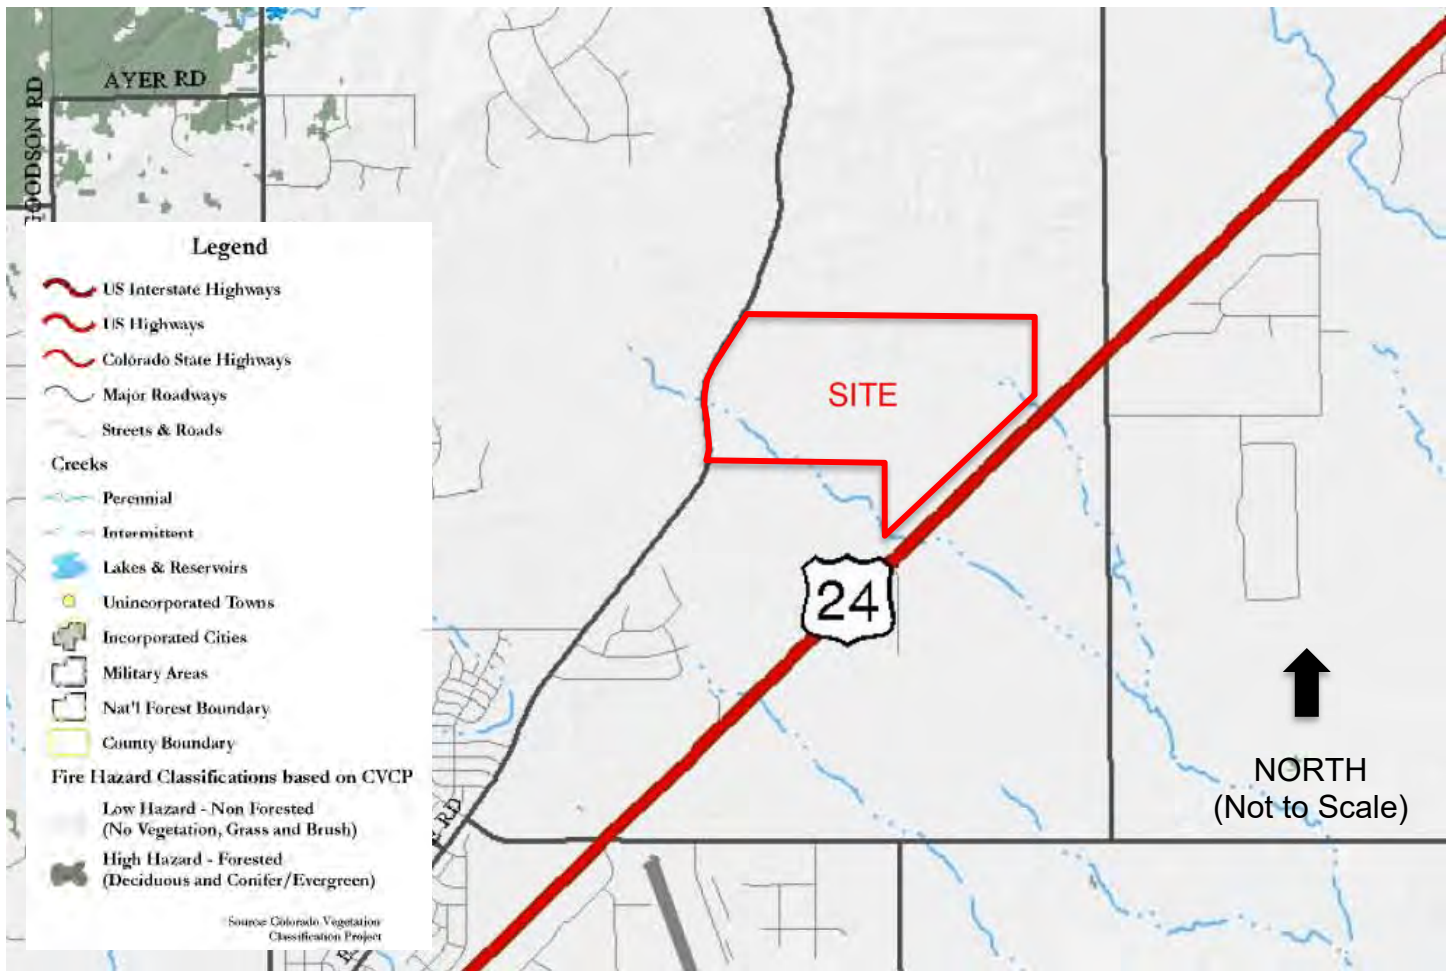 AYER RD
GOODSON RD
Legend
US Interstate Highways
US Highways
Colorado State Highways
Major Roadways
Streets & Roads
Creeks
Perennial
Intermittent
Lakes & Reservoirs
Unincorporated Towns
Incorporated Cities
Military Areas
Nat'l Forest Boundary
County Boundary
Fire Hazard Classifications based on CVCP
Low Hazard - Non Forested
(No Vegetation, Grass and Brush)
High Hazard - Forested
(Deciduous and Conifer/Evergreen)
Source: Colorado Vegetation
Classification Project
SITE
24
NORTH
(Not to Scale)
RD